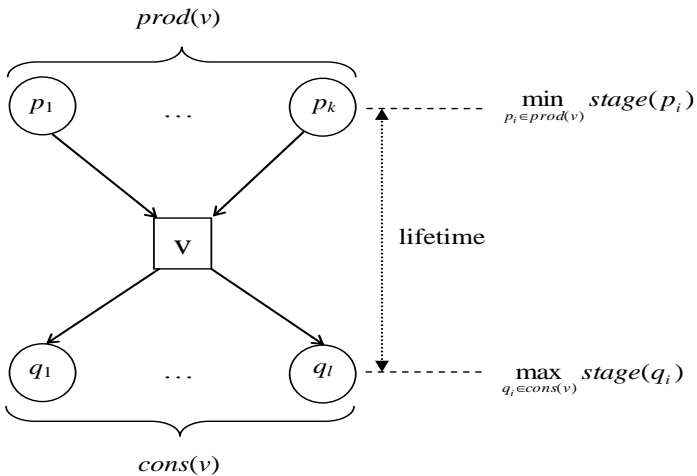 prod(v)
p1 ... pk
min stage(pi)
pi∈prod(v)
lifetime
v
q1 ... ql
max stage(qi)
qi∈cons(v)
cons(v)